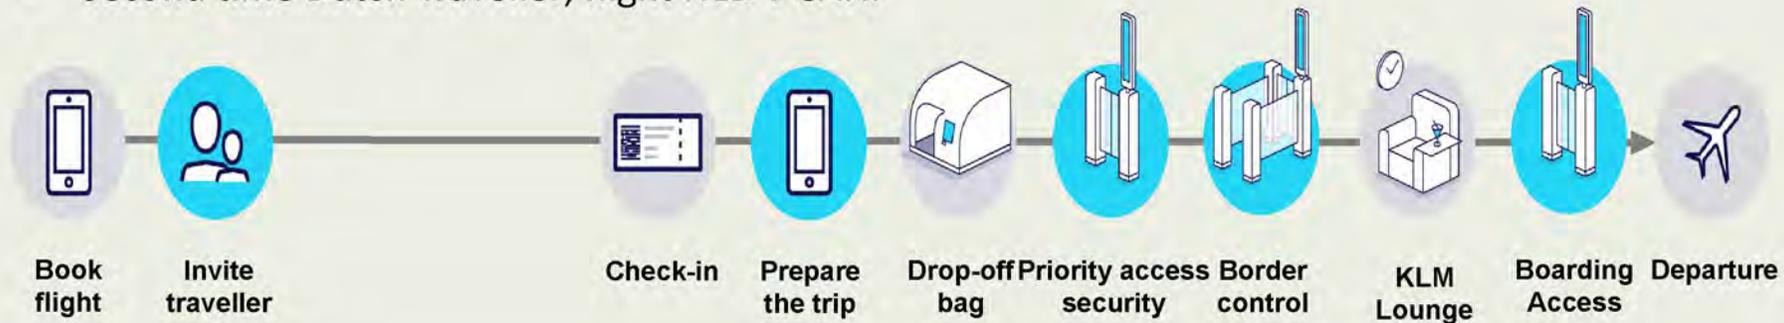 Book
flight
Invite
traveller
Check-in
Prepare
the trip
Drop-off
bag
Priority access
security
Border
control
KLM
Lounge
Boarding
Access
Departure